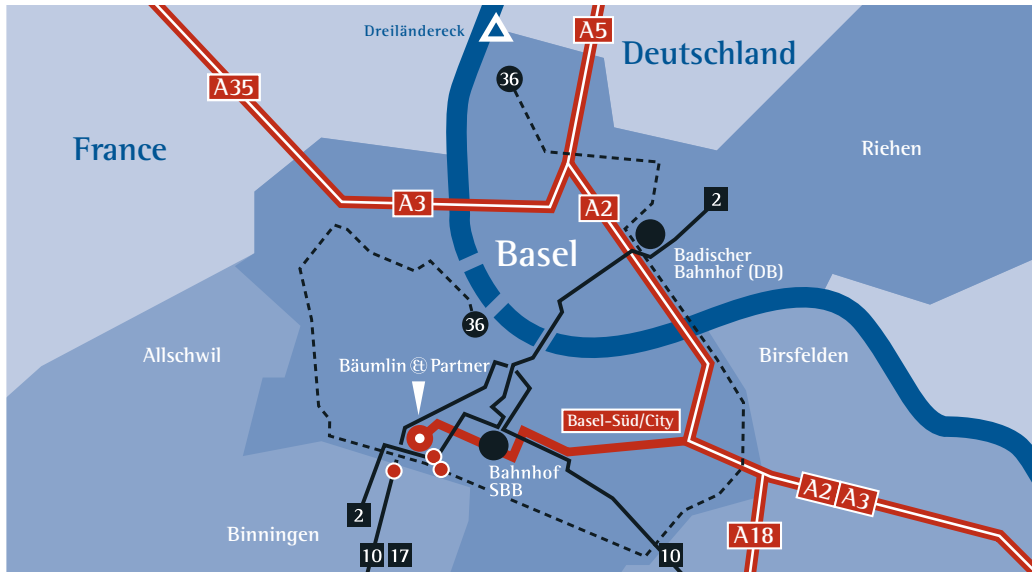 Dreiländereck
A5
Deutschland
36
A35
France
Riehen
A3
A2
2
Basel
Badischer
Bahnhof (DB)
36
Allschwil
Birsfelden
Bäumlin & Partner
Basel-Süd/City
Bahnhof
SBB
A2 A3
2
Binningen
A18
10 17
10